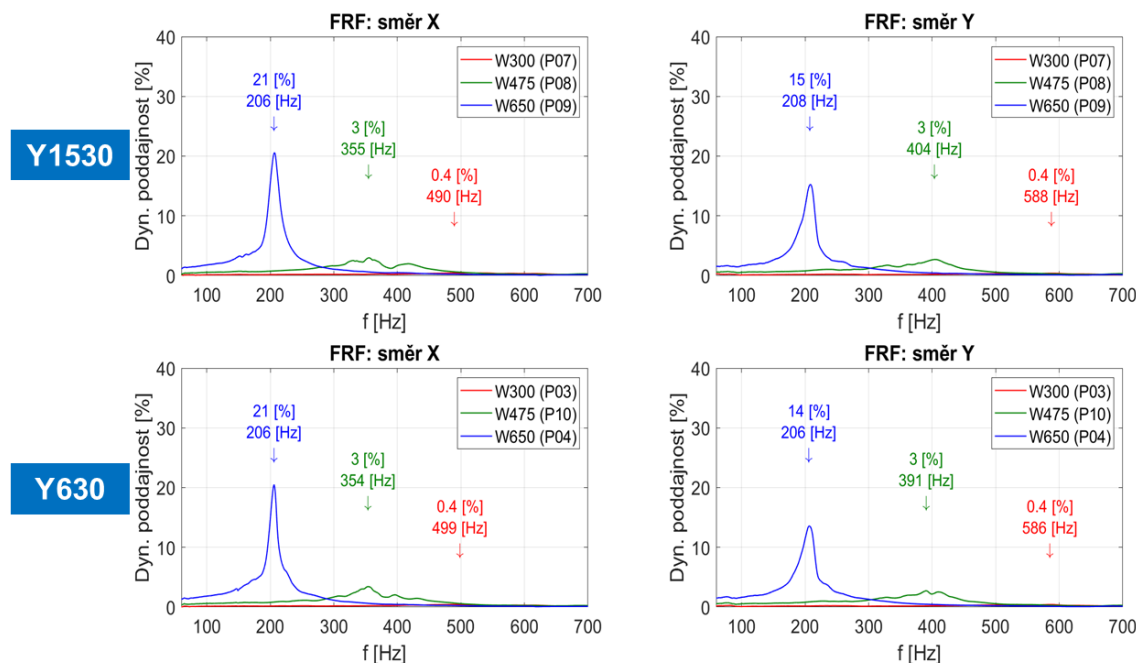 FRF: směr X
40
30
20
10
0
Dyn. poddajnost [%]
21 [%]
206 [Hz]
3 [%]
355 [Hz]
0.4 [%]
490 [Hz]
W300 (P07)
W475 (P08)
W650 (P09)
100 200 300 400 500 600 700
f [Hz]
FRF: směr Y
40
30
20
10
0
Dyn. poddajnost [%]
15 [%]
208 [Hz]
3 [%]
404 [Hz]
0.4 [%]
588 [Hz]
W300 (P07)
W475 (P08)
W650 (P09)
100 200 300 400 500 600 700
f [Hz]
Y1530
FRF: směr X
40
30
20
10
0
Dyn. poddajnost [%]
21 [%]
206 [Hz]
3 [%]
354 [Hz]
0.4 [%]
499 [Hz]
W300 (P03)
W475 (P10)
W650 (P04)
100 200 300 400 500 600 700
f [Hz]
FRF: směr Y
40
30
20
10
0
Dyn. poddajnost [%]
14 [%]
206 [Hz]
3 [%]
391 [Hz]
0.4 [%]
586 [Hz]
W300 (P03)
W475 (P10)
W650 (P04)
100 200 300 400 500 600 700
f [Hz]
Y630